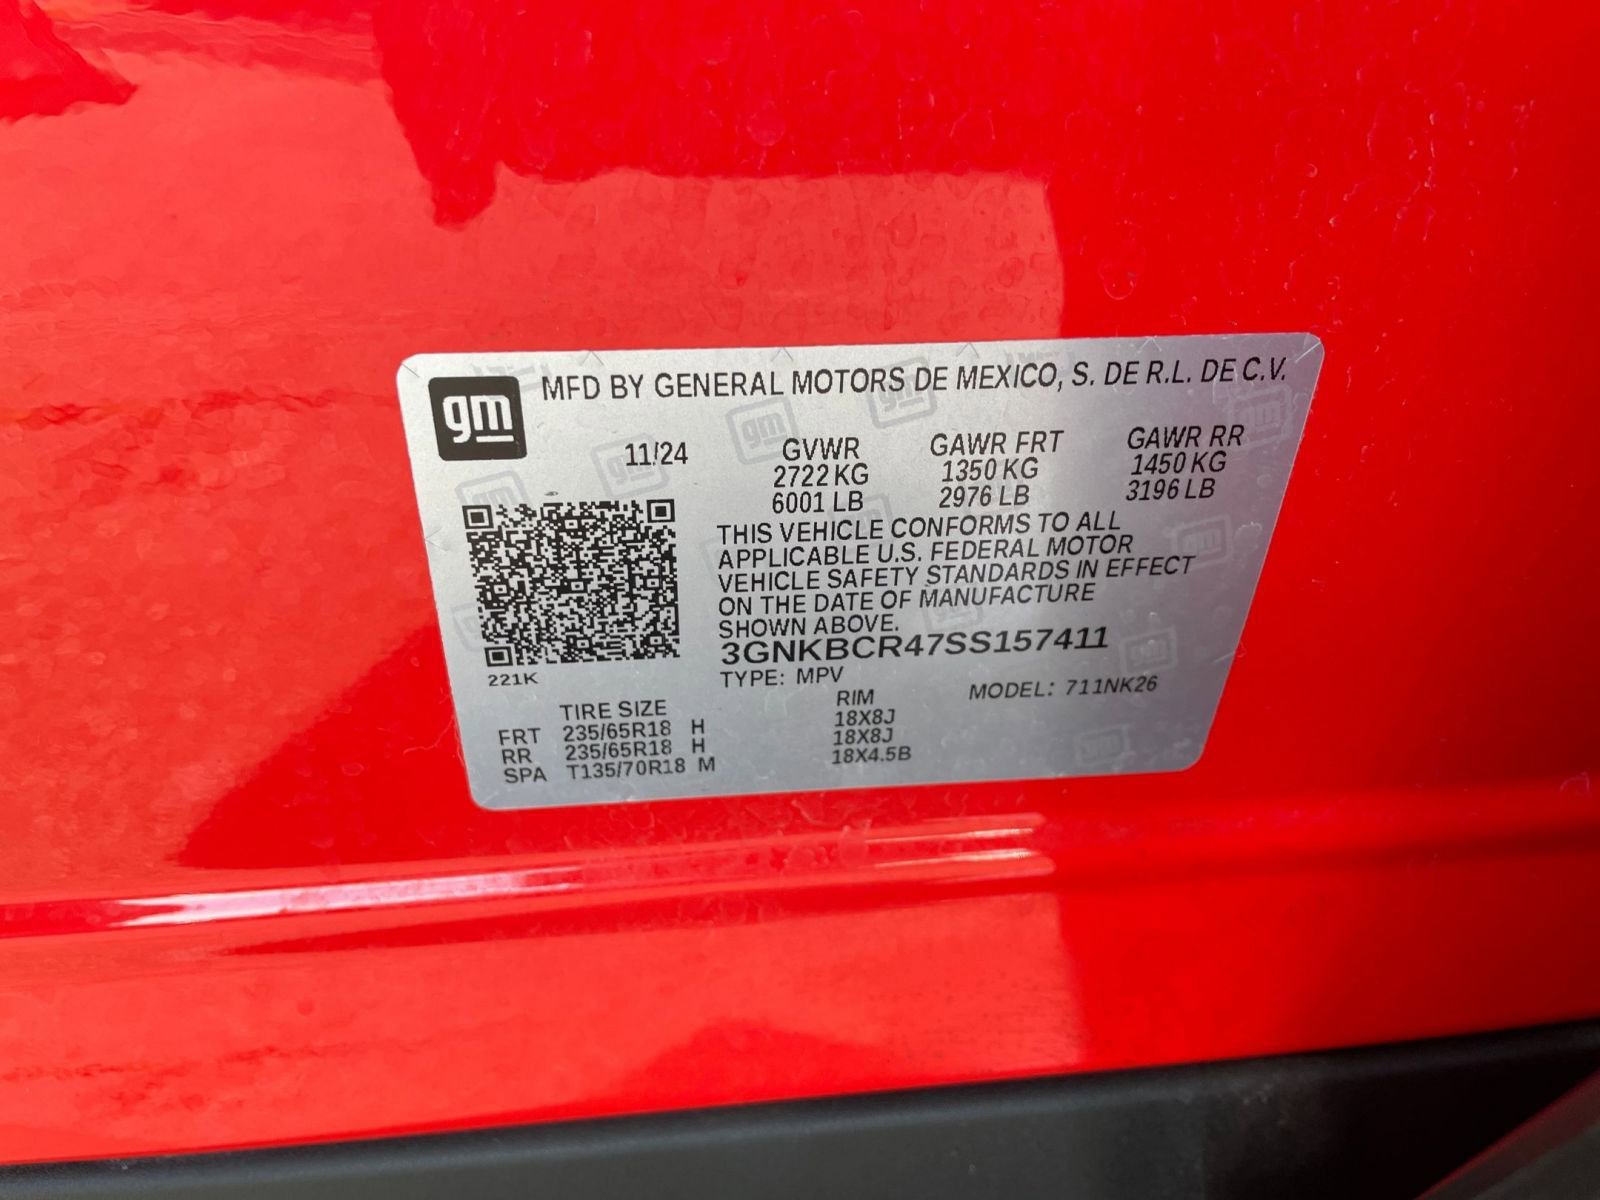 gm MFD BY GENERAL MOTORS DE MEXICO, S. DE R.L. DE C.V.
11/24 GVWR GAWR FRT GAWR RR
2722 KG 1350 KG 1450 KG
6001 LB 2976 LB 3196 LB
THIS VEHICLE CONFORMS TO ALL
APPLICABLE U.S. FEDERAL MOTOR
VEHICLE SAFETY STANDARDS IN EFFECT
ON THE DATE OF MANUFACTURE
SHOWN ABOVE.
3GNKBCR47SS157411
221K
TYPE: MPV MODEL: 711NK26
TIRE SIZE RIM
FRT 235/65R18 H 18X8J
RR 235/65R18 H 18X8J
SPA T135/70R18 M 18X4.5B